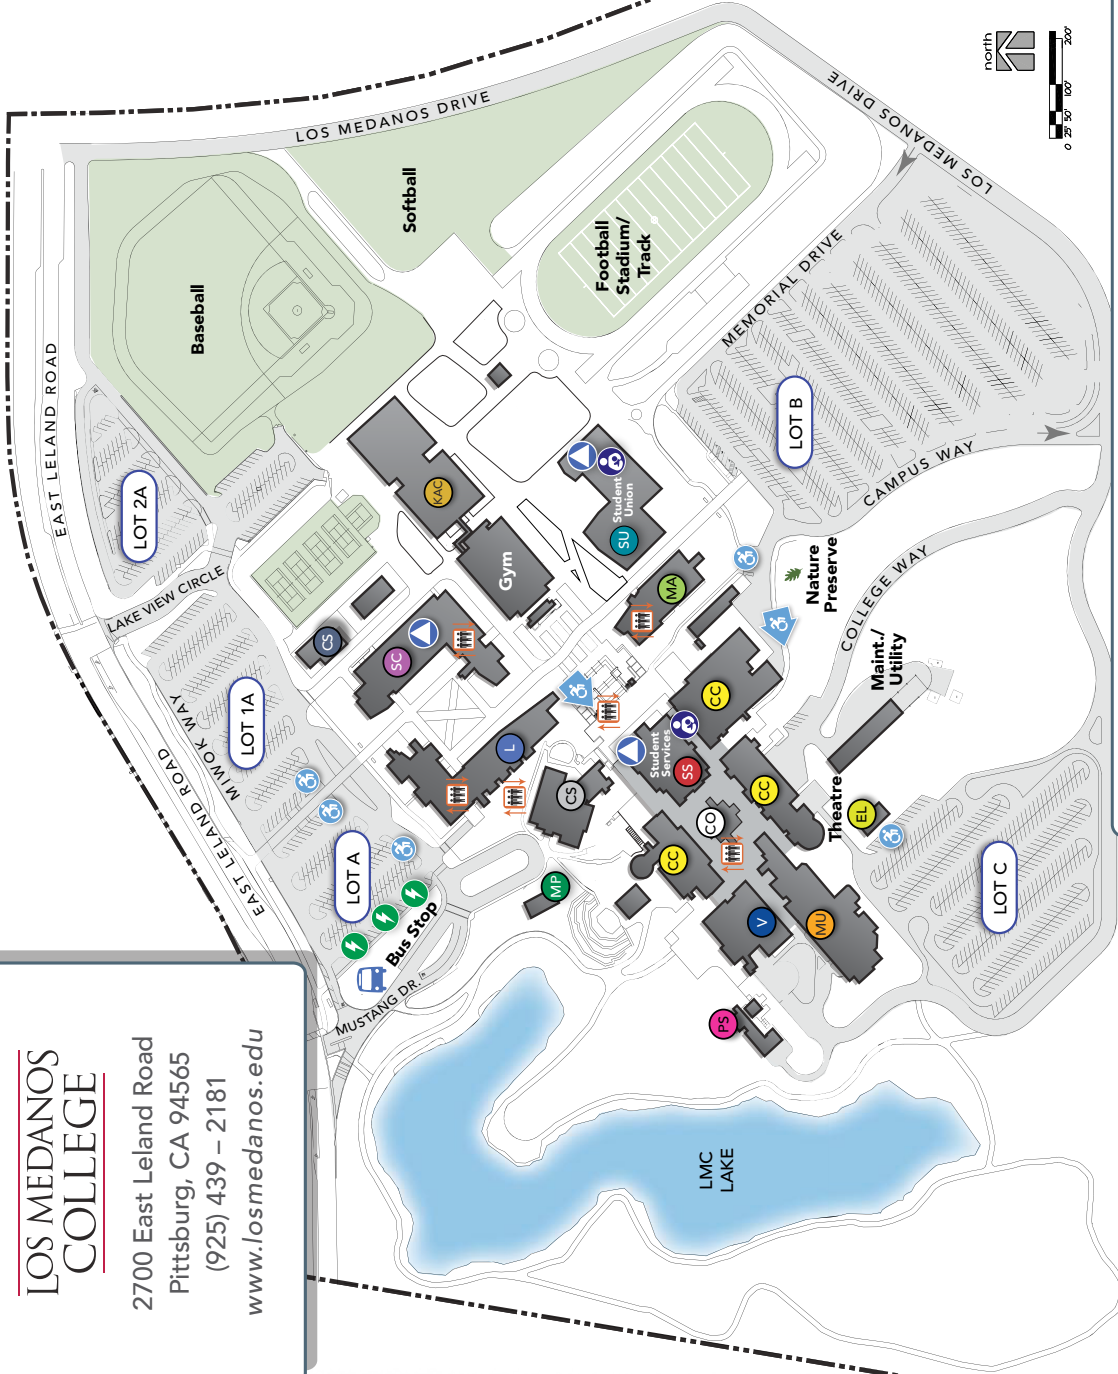 LOS MEDANOS
COLLEGE
2700 East Leland Road
Pittsburg, CA 94565
(925) 439 – 2181
www.losmedanos.edu
EAST LELAND ROAD
EAST LELAND ROAD
LOS MEDANOS DRIVE
LOS MEDANOS DRIVE
LAKE VIEW CIRCLE
MIWOK WAY
MUSTANG DR.
MEMORIAL DRIVE
CAMPUS WAY
COLLEGE WAY
LOT 2A
LOT 1A
LOT A
LOT B
LOT C
Bus Stop
Baseball
Softball
Football
Stadium/
Track
Gym
KAC
CS
SC
L
CS
MP
SU
Student
Union
MA
CC
Student
Services
SS
CC
CO
CC
V
MU
PS
EL
Theatre
Maint./
Utility
Nature
Preserve
LMC
LAKE
north
0 25' 50' 100' 200'